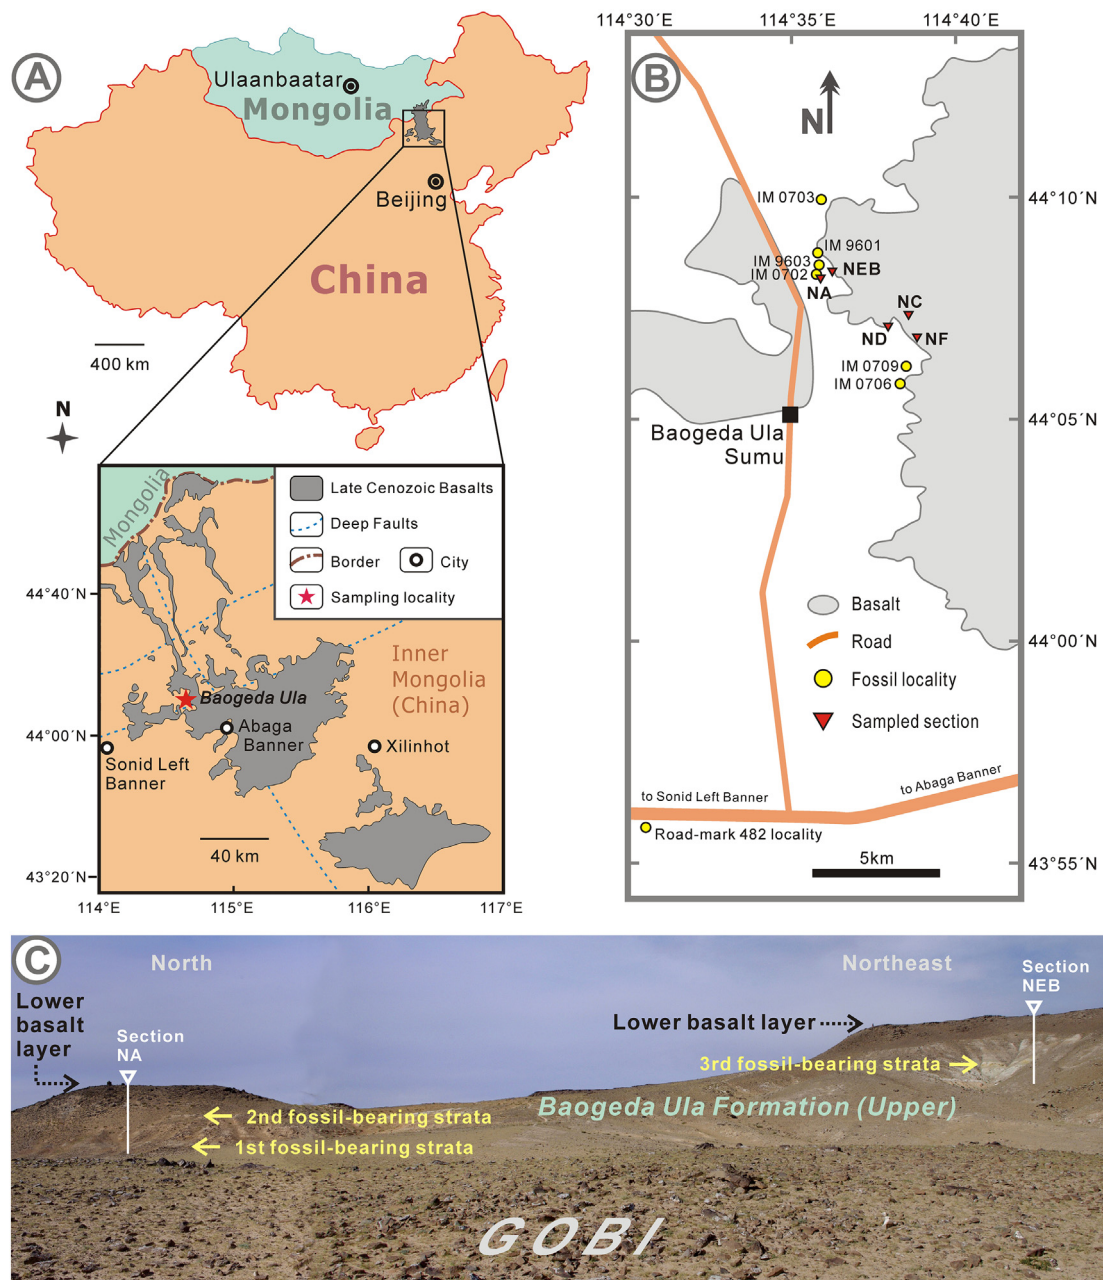 A
Ulaanbaatar
Mongolia
Beijing
China
400 km
N
Mongolia
Late Cenozoic Basalts
Deep Faults
Border
City
Sampling locality
44°40´N
44°00´N
43°20´N
Inner
Mongolia
(China)
Baogeda Ula
Abaga
Banner
Xilinhot
Sonid Left
Banner
40 km
114°E
115°E
116°E
117°E
B
114°30´E
114°35´E
114°40´E
N
IM 0703
IM 9601
IM 9603
IM 0702
NEB
NA
NC
ND
NF
IM 0709
IM 0706
Baogeda Ula
Sumu
44°10´N
44°05´N
44°00´N
43°55´N
Basalt
Road
Fossil locality
Sampled section
to Sonid Left Banner
to Abaga Banner
Road-mark 482 locality
5km
C
North
Northeast
Lower
basalt
layer
Section
NA
Lower basalt layer
Section
NEB
3rd fossil-bearing strata
2nd fossil-bearing strata
1st fossil-bearing strata
Baogeda Ula Formation (Upper)
GOBI